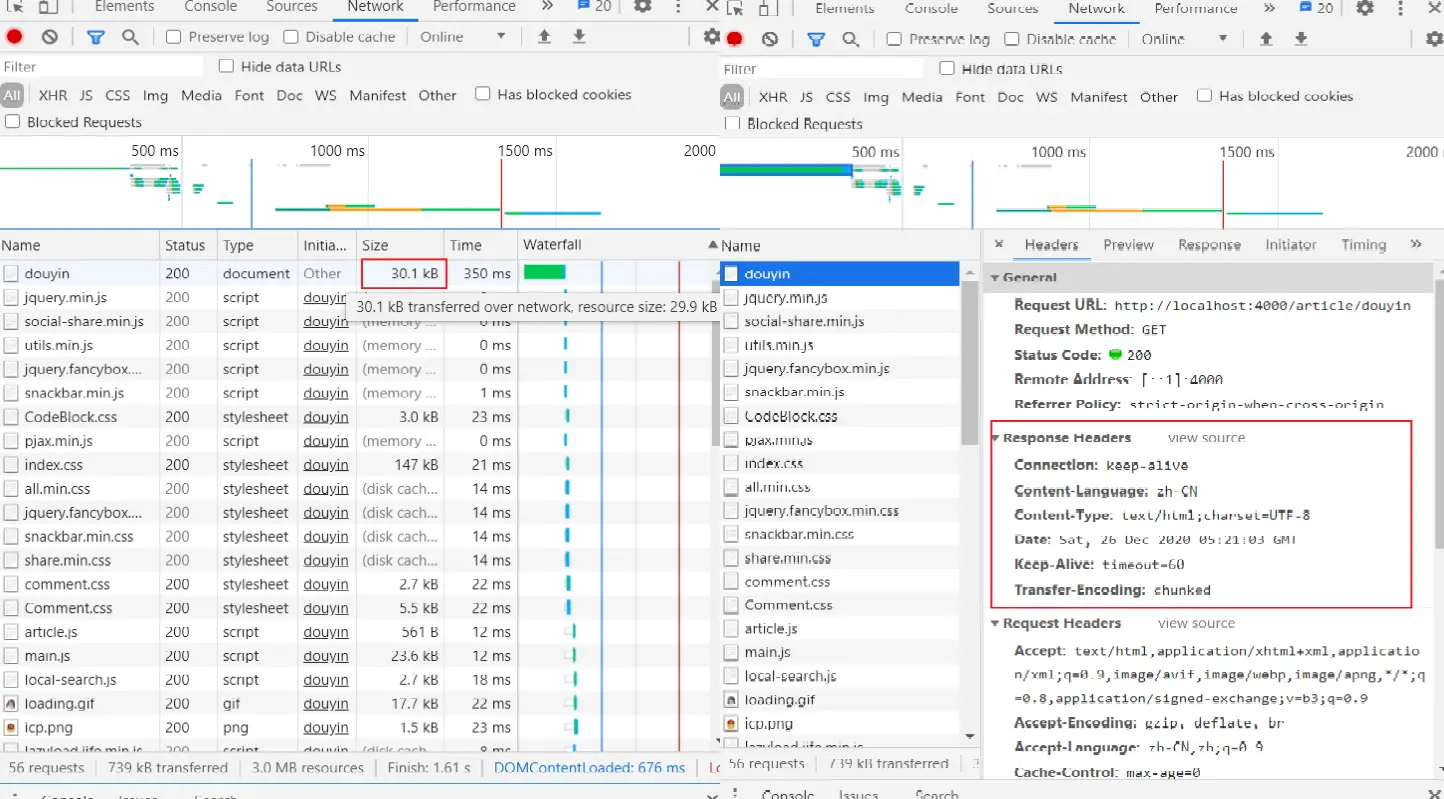 Elements Console Sources Network Performance » 20
Preserve log Disable cache Online
Filter Hide data URLs
All XHR JS CSS Img Media Font Doc WS Manifest Other Has blocked cookies
Blocked Requests
500 ms 1000 ms 1500 ms 2000
Name Status Type Initia... Size Time Waterfall
douyin 200 document Other 30.1 kB 350 ms
30.1 kB transferred over network, resource size: 29.9 kB
jquery.min.js 200 script douyin
social-share.min.js 200 script douyin (memory ... 0 ms
utils.min.js 200 script douyin (memory ... 0 ms
jquery.fancybox.... 200 script douyin (memory ... 0 ms
snackbar.min.js 200 script douyin (memory ... 1 ms
CodeBlock.css 200 stylesheet douyin 3.0 kB 23 ms
pjax.min.js 200 script douyin (memory ... 0 ms
index.css 200 stylesheet douyin 147 kB 21 ms
all.min.css 200 stylesheet douyin (disk cach... 14 ms
jquery.fancybox.... 200 stylesheet douyin (disk cach... 14 ms
snackbar.min.css 200 stylesheet douyin (disk cach... 14 ms
share.min.css 200 stylesheet douyin (disk cach... 14 ms
comment.css 200 stylesheet douyin 2.7 kB 22 ms
Comment.css 200 stylesheet douyin 5.5 kB 22 ms
article.js 200 script douyin 561 B 12 ms
main.js 200 script douyin 23.6 kB 12 ms
local-search.js 200 script douyin 2.7 kB 18 ms
loading.gif 200 gif douyin 17.7 kB 22 ms
icp.png 200 png douyin 1.5 kB 23 ms
lazyload.iife.min.js 200 script douyin (disk cach... 8 ms
56 requests 739 kB transferred 3.0 MB resources Finish: 1.61 s DOMContentLoaded: 676 ms
Console Issues Search
Elements Console Sources Network Performance » 20
Preserve log Disable cache Online
Filter Hide data URLs
All XHR JS CSS Img Media Font Doc WS Manifest Other Has blocked cookies
Blocked Requests
500 ms 1000 ms 1500 ms 2000
Name
douyin
jquery.min.js
social-share.min.js
utils.min.js
jquery.fancybox.min.js
snackbar.min.js
CodeBlock.css
pjax.min.js
index.css
all.min.css
jquery.fancybox.min.css
snackbar.min.css
share.min.css
comment.css
Comment.css
article.js
main.js
local-search.js
loading.gif
icp.png
lazyload.iife.min.js
56 requests 739 kB transferred
× Headers Preview Response Initiator Timing »
General
Request URL: http://localhost:4000/article/douyin
Request Method: GET
Status Code: 200
Remote Address: [::1]:4000
Referrer Policy: strict-origin-when-cross-origin
Response Headers view source
Connection: keep-alive
Content-Language: zh-CN
Content-Type: text/html;charset=UTF-8
Date: Sat, 26 Dec 2020 05:21:03 GMT
Keep-Alive: timeout=60
Transfer-Encoding: chunked
Request Headers view source
Accept: text/html,application/xhtml+xml,applicatio
n/xml;q=0.9,image/avif,image/webp,image/apng,*/*;q
=0.8,application/signed-exchange;v=b3;q=0.9
Accept-Encoding: gzip, deflate, br
Accept-Language: zh-CN,zh;q=0.9
Cache-Control: max-age=0
Console Issues Search